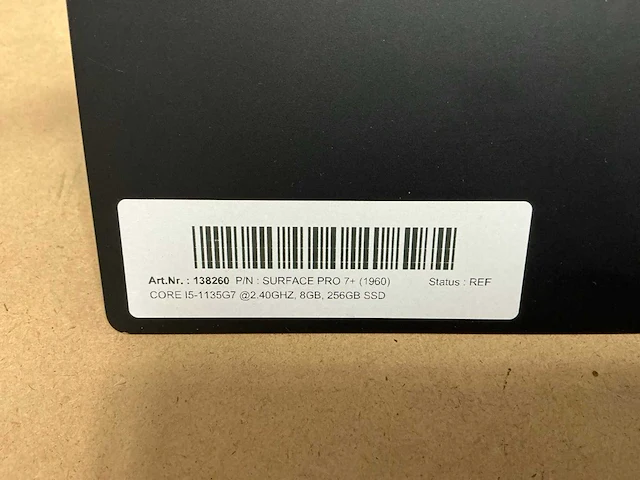 Art.Nr. : 138260 P/N : SURFACE PRO 7+ (1960) Status : REF
CORE I5-1135G7 @2.40GHZ, 8GB, 256GB SSD